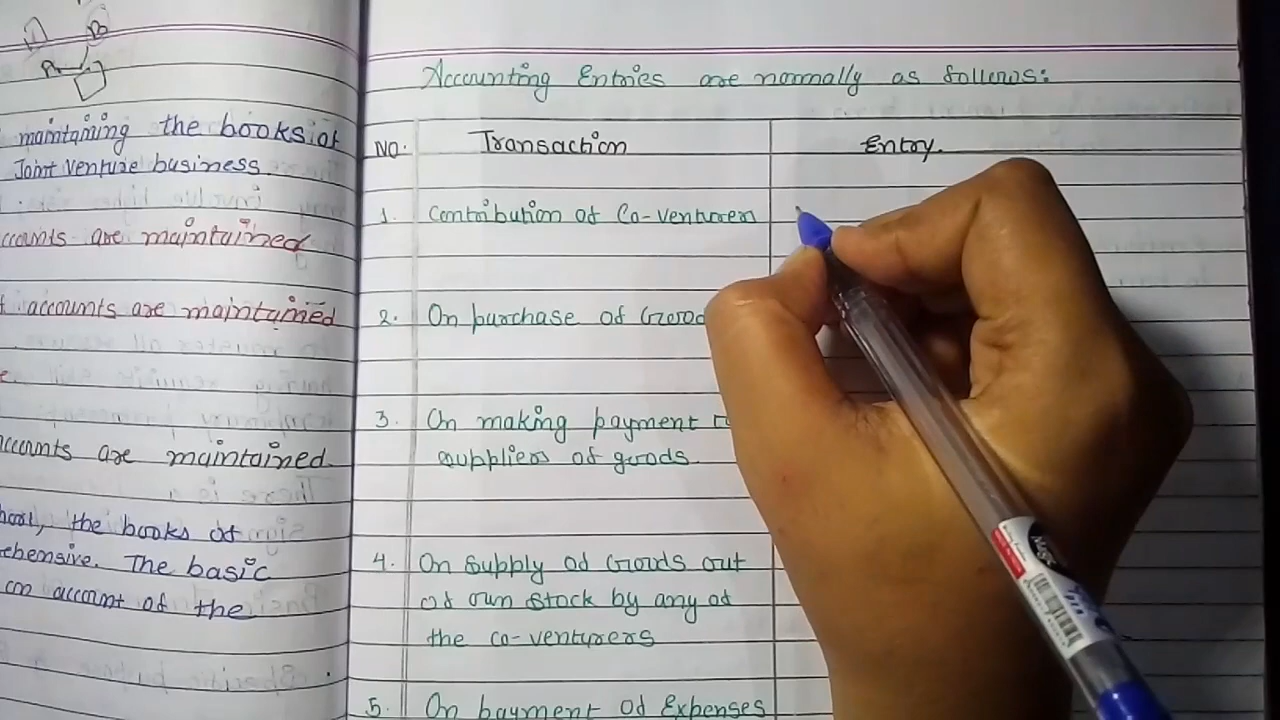 maintaining the books of
Joint Venture business
accounts are maintained
accounts are maintained
accounts are maintained
the books of
The basic
on account of the
Accounting Entries are normally as follows:
NO. Transaction Entry.
1. Contribution of Co-venturers
2. On purchase of Good
3. On making payment to
suppliers of goods
4. On Supply of Goods out
of own stock by any of
the co-venturers
5. On payment of Expenses